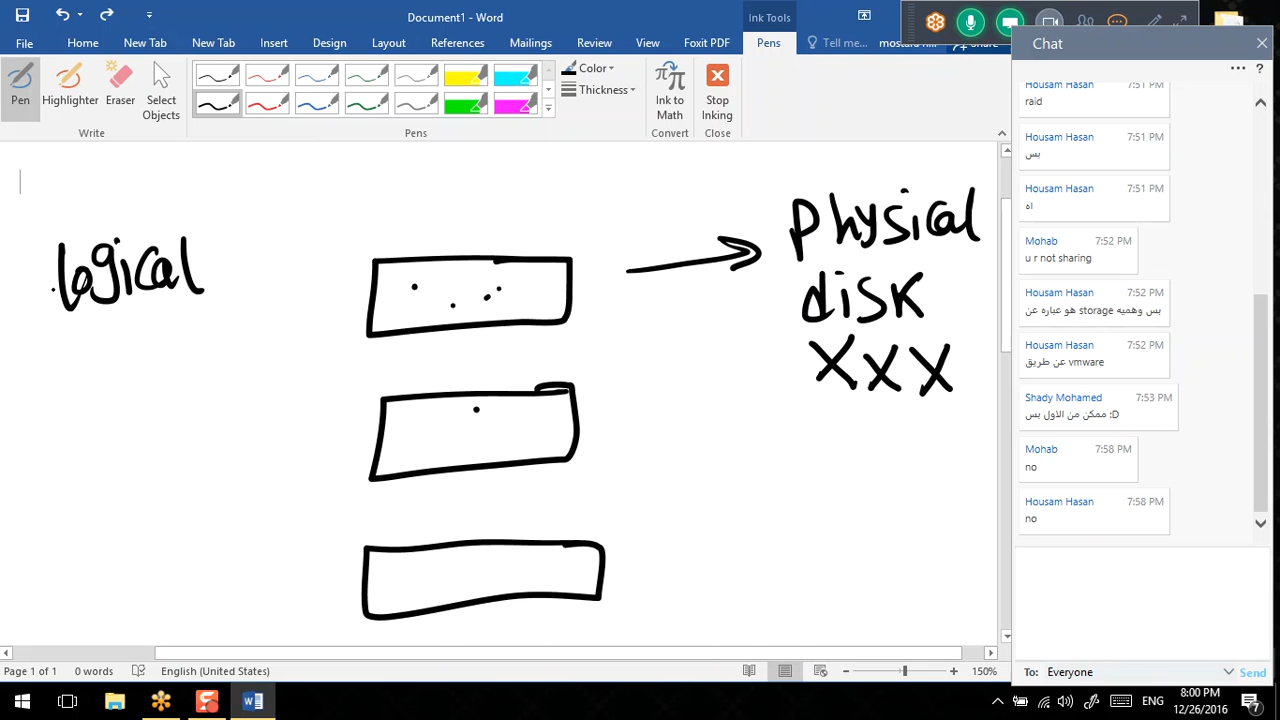 Document1 - Word
Ink Tools
File
Home
New Tab
New Tab
Insert
Design
Layout
References
Mailings
Review
View
Foxit PDF
Pens
Tell me...
Share
Pen
Highlighter
Eraser
Select Objects
Color
Thickness
Ink to Math
Stop Inking
Write
Pens
Convert
Close
logical
Physical
disk
XXX
Chat
?
Housam Hasan 7:51 PM
raid
Housam Hasan 7:51 PM
بس
Housam Hasan 7:51 PM
اه
Mohab 7:52 PM
u r not sharing
Housam Hasan 7:52 PM
بس وهميه storage هو عباره عن
Housam Hasan 7:52 PM
عن طريق vmware
Shady Mohamed 7:53 PM
ممكن من الاول بس :D
Mohab 7:58 PM
no
Housam Hasan 7:58 PM
no
To: Everyone
Send
Page 1 of 1
0 words
English (United States)
150%
ENG
8:00 PM
12/26/2016
7